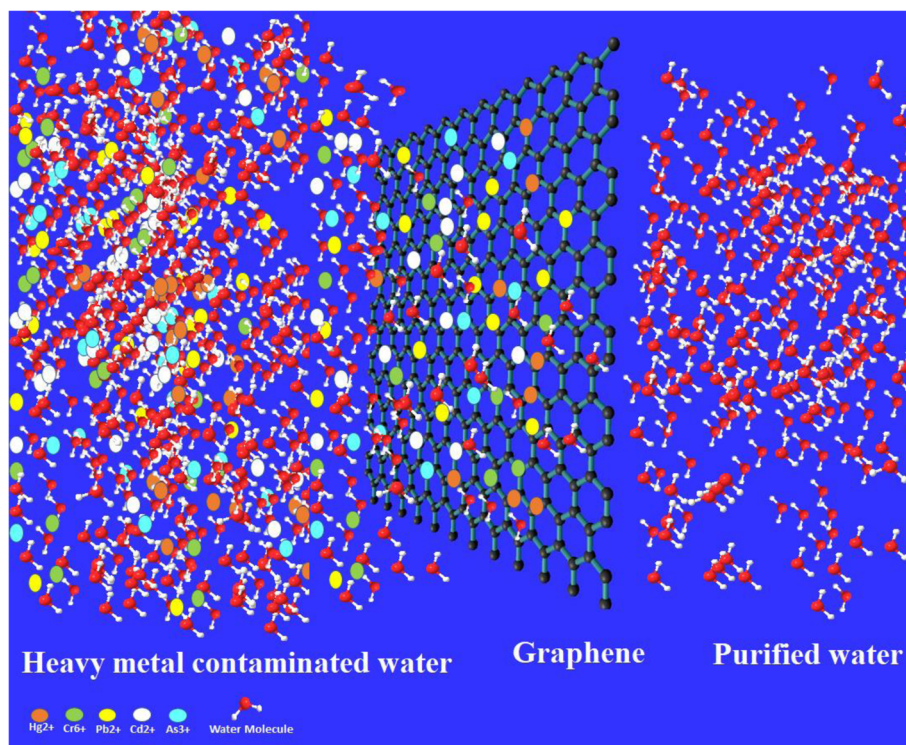 Heavy metal contaminated water
Graphene
Purified water
Hg2+ Cr6+ Pb2+ Cd2+ As3+ Water Molecule